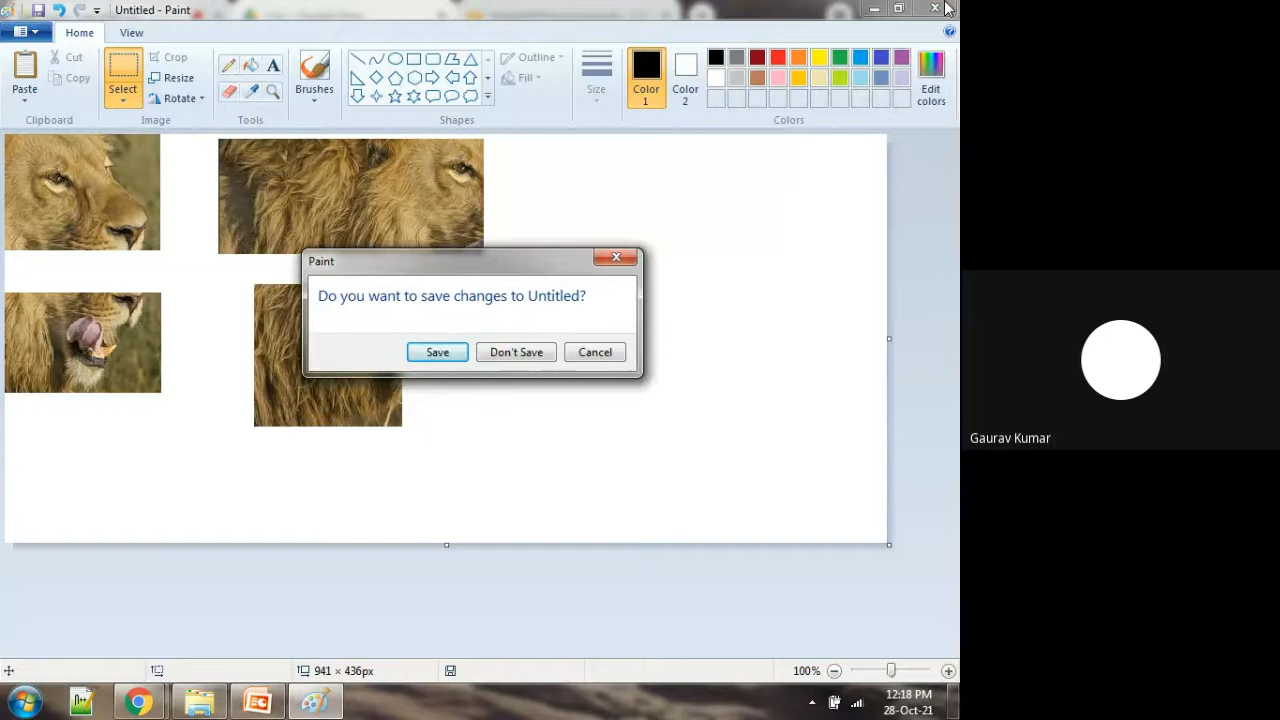 Untitled - Paint
Home
View
Paste
Cut
Copy
Clipboard
Select
Crop
Resize
Rotate
Image
Tools
Brushes
Shapes
Outline
Fill
Size
Color
1
Color
2
Edit
colors
Colors
Paint
Do you want to save changes to Untitled?
Save
Don't Save
Cancel
Gaurav Kumar
941 × 436px
100%
12:18 PM
28-Oct-21